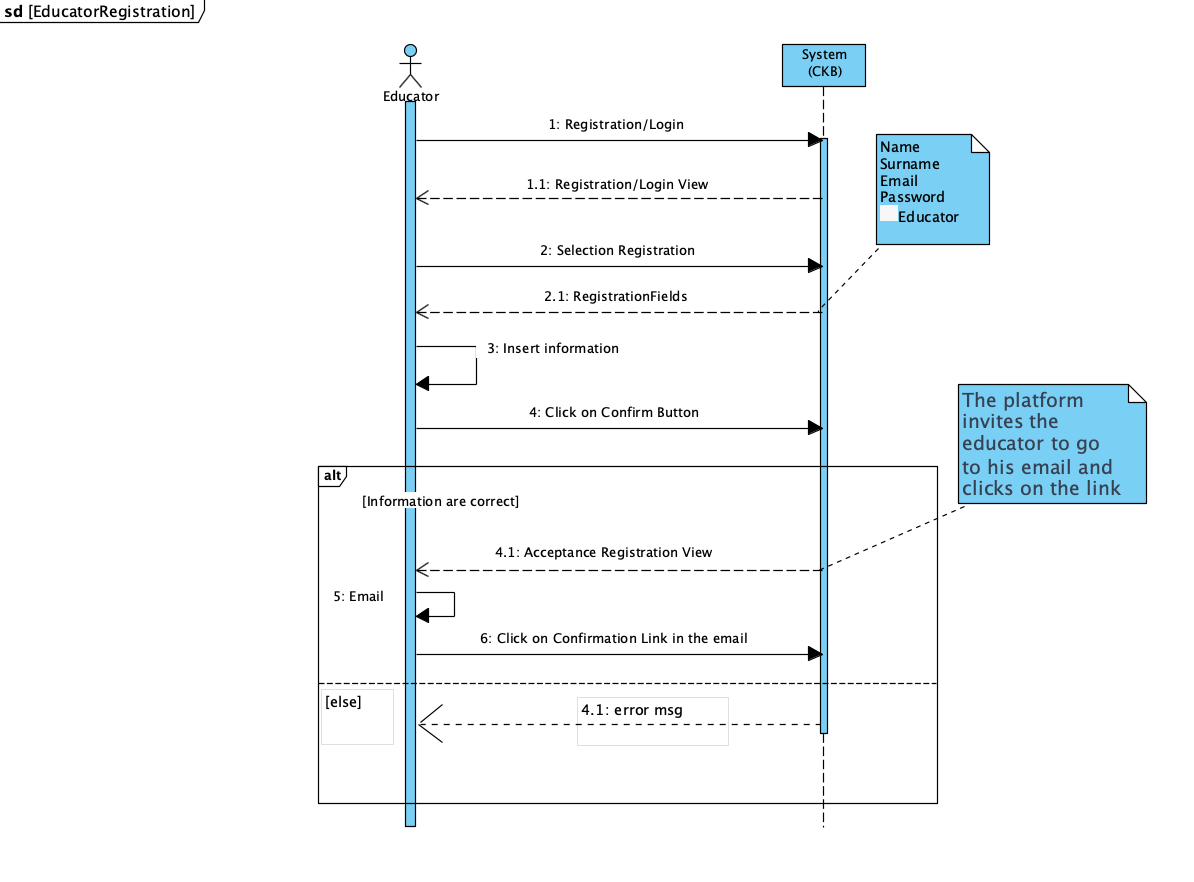 sd [EducatorRegistration]
System
(CKB)
Educator
1: Registration/Login
Name
Surname
Email
Password
Educator
1.1: Registration/Login View
2: Selection Registration
2.1: RegistrationFields
3: Insert information
4: Click on Confirm Button
The platform
invites the
educator to go
to his email and
clicks on the link
alt
[Information are correct]
4.1: Acceptance Registration View
5: Email
6: Click on Confirmation Link in the email
[else]
4.1: error msg